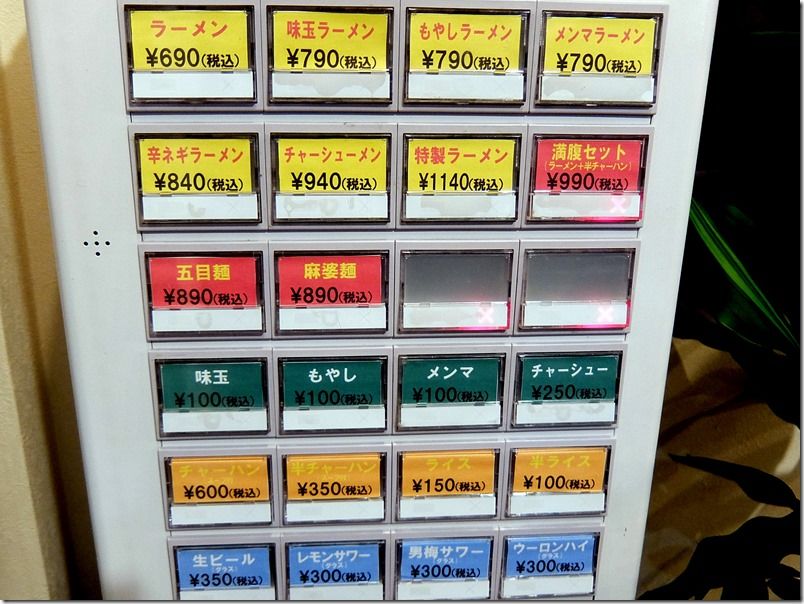 ラーメン
¥690(税込)
味玉ラーメン
¥790(税込)
もやしラーメン
¥790(税込)
メンマラーメン
¥790(税込)
辛ネギラーメン
¥840(税込)
チャーシューメン
¥940(税込)
特製ラーメン
¥1140(税込)
満腹セット
(ラーメン+半チャーハン)
¥990(税込)
×
五目麺
¥890(税込)
麻婆麺
¥890(税込)
×
×
味玉
¥100(税込)
もやし
¥100(税込)
メンマ
¥100(税込)
チャーシュー
¥250(税込)
チャーハン
¥600(税込)
半チャーハン
¥350(税込)
ライス
¥150(税込)
半ライス
¥100(税込)
生ビール
(グラス)
¥350(税込)
レモンサワー
(グラス)
¥300(税込)
男梅サワー
(グラス)
¥300(税込)
ウーロンハイ
(グラス)
¥300(税込)